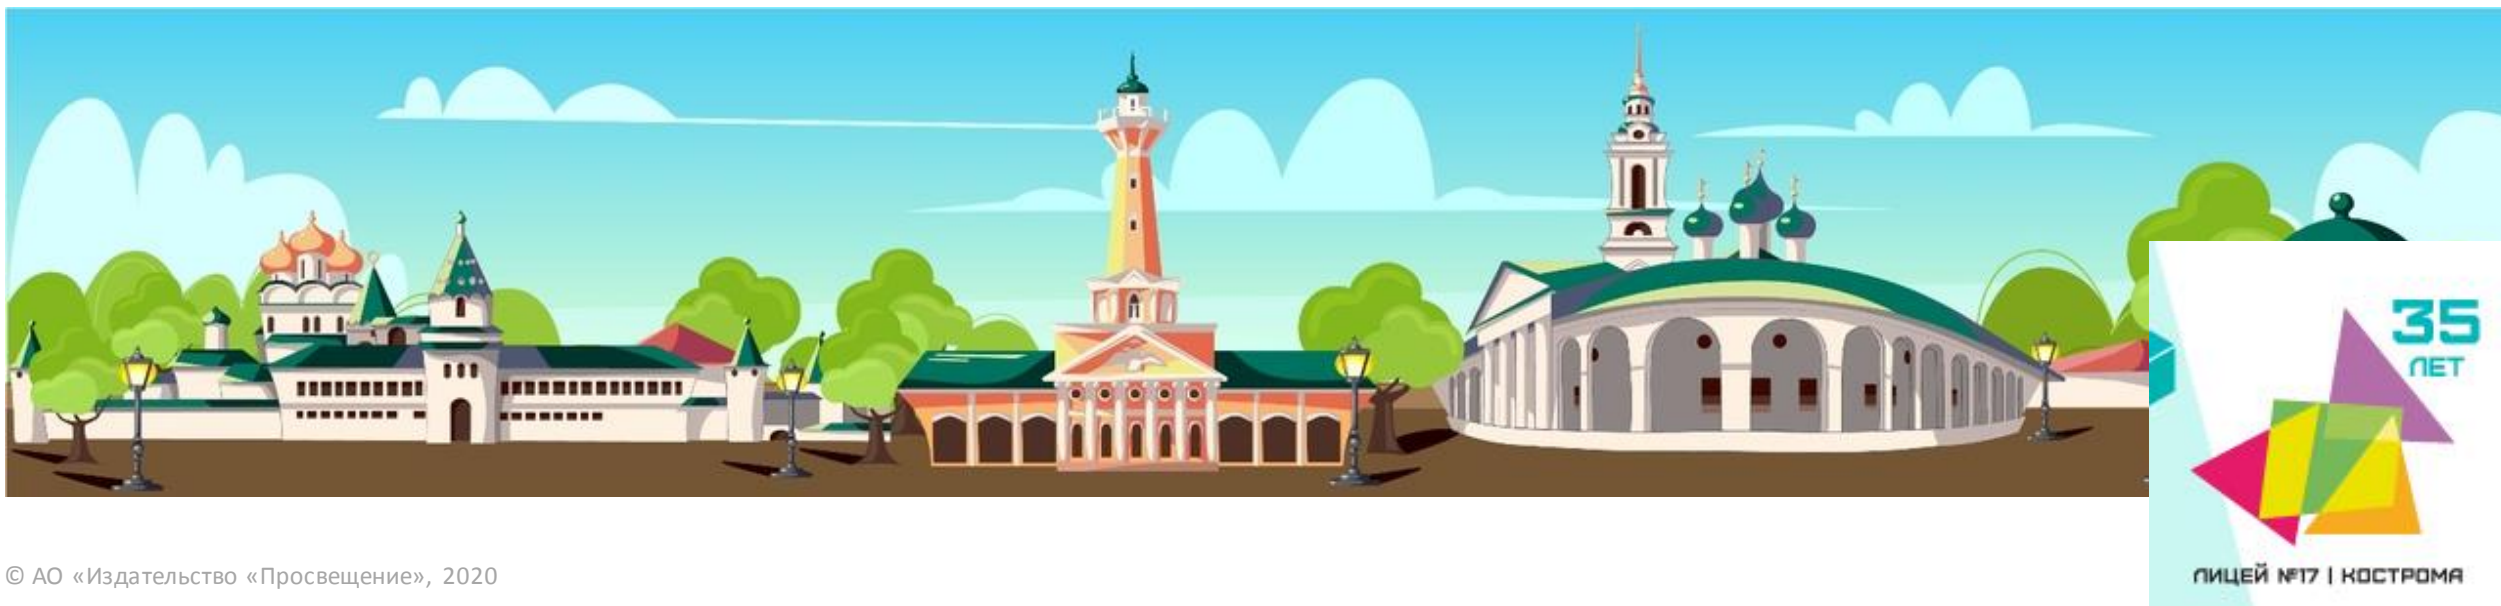 35
ЛЕТ
ЛИЦЕЙ №17 | КОСТРОМА
© АО «Издательство «Просвещение», 2020